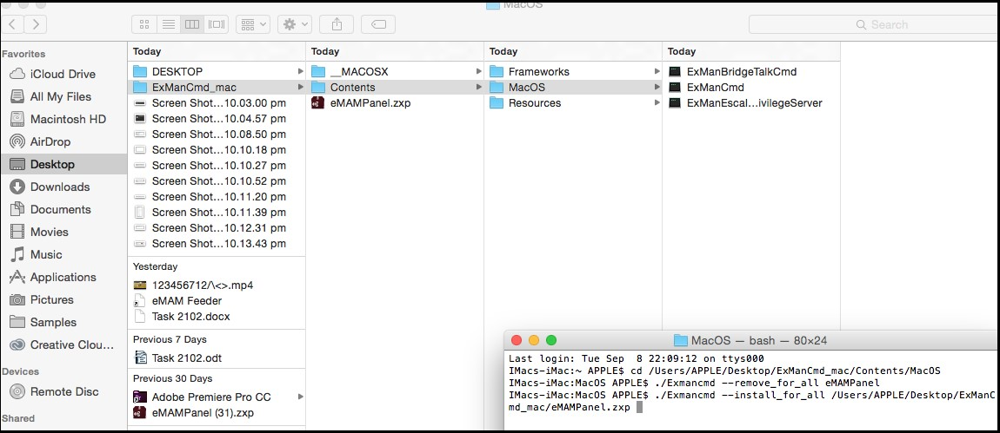 MacOS
Search
Favorites
iCloud Drive
All My Files
Macintosh HD
AirDrop
Desktop
Downloads
Documents
Movies
Music
Applications
Pictures
Samples
Creative Clou...
Devices
Remote Disc
Shared
Today
DESKTOP
ExManCmd_mac
Screen Shot...10.03.00 pm
Screen Shot...10.04.57 pm
Screen Shot...10.08.50 pm
Screen Shot...10.10.18 pm
Screen Shot...10.10.27 pm
Screen Shot...10.10.52 pm
Screen Shot...10.11.20 pm
Screen Shot...10.11.39 pm
Screen Shot...10.12.31 pm
Screen Shot...10.13.43 pm
Yesterday
123456712/\<>.mp4
eMAM Feeder
Task 2102.docx
Previous 7 Days
Task 2102.odt
Previous 30 Days
Adobe Premiere Pro CC
eMAMPanel (31).zxp
Today
__MACOSX
Contents
eMAMPanel.zxp
Today
Frameworks
MacOS
Resources
Today
ExManBridgeTalkCmd
ExManCmd
ExManEscal...ivilegeServer
MacOS — bash — 80×24
Last login: Tue Sep  8 22:09:12 on ttys000
IMacs-iMac:~ APPLE$ cd /Users/APPLE/Desktop/ExManCmd_mac/Contents/MacOS
IMacs-iMac:MacOS APPLE$ ./Exmancmd --remove_for_all eMAMPanel
IMacs-iMac:MacOS APPLE$ ./Exmancmd --install_for_all /Users/APPLE/Desktop/ExManC
md_mac/eMAMPanel.zxp